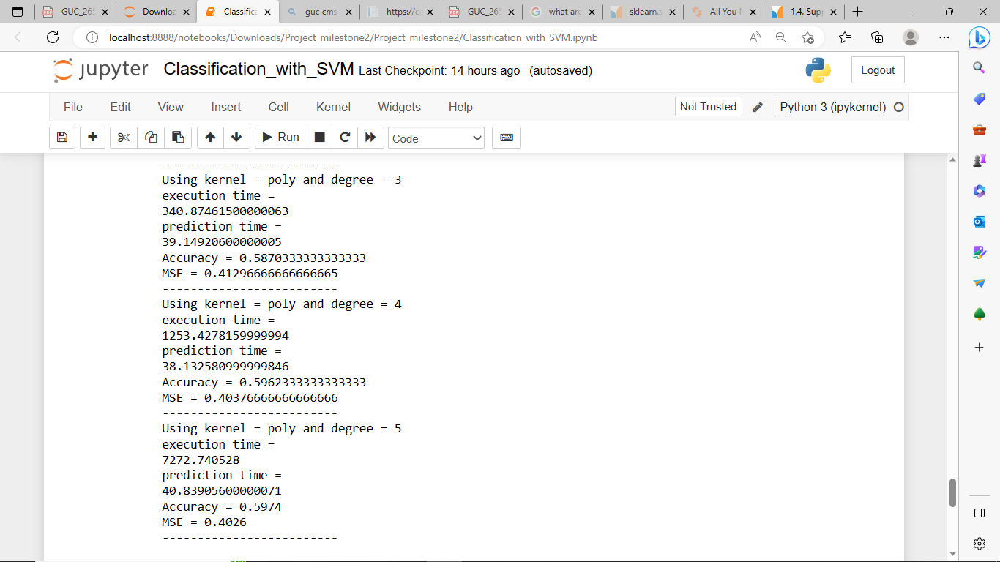 GUC_265
Downloa
Classifica
guc cms
https://c
GUC_265
what are
sklearn.s
All You N
1.4. Supp
localhost:8888/notebooks/Downloads/Project_milestone2/Project_milestone2/Classification_with_SVM.ipynb
jupyter Classification_with_SVM Last Checkpoint: 14 hours ago (autosaved)
Logout
File Edit View Insert Cell Kernel Widgets Help
Not Trusted
Python 3 (ipykernel)
Run
Code
-------------------------
Using kernel = poly and degree = 3
execution time =
340.87461500000063
prediction time =
39.14920600000005
Accuracy = 0.5870333333333333
MSE = 0.41296666666666665
-------------------------
Using kernel = poly and degree = 4
execution time =
1253.4278159999994
prediction time =
38.132580999999846
Accuracy = 0.5962333333333333
MSE = 0.40376666666666666
-------------------------
Using kernel = poly and degree = 5
execution time =
7272.740528
prediction time =
40.83905600000071
Accuracy = 0.5974
MSE = 0.4026
-------------------------